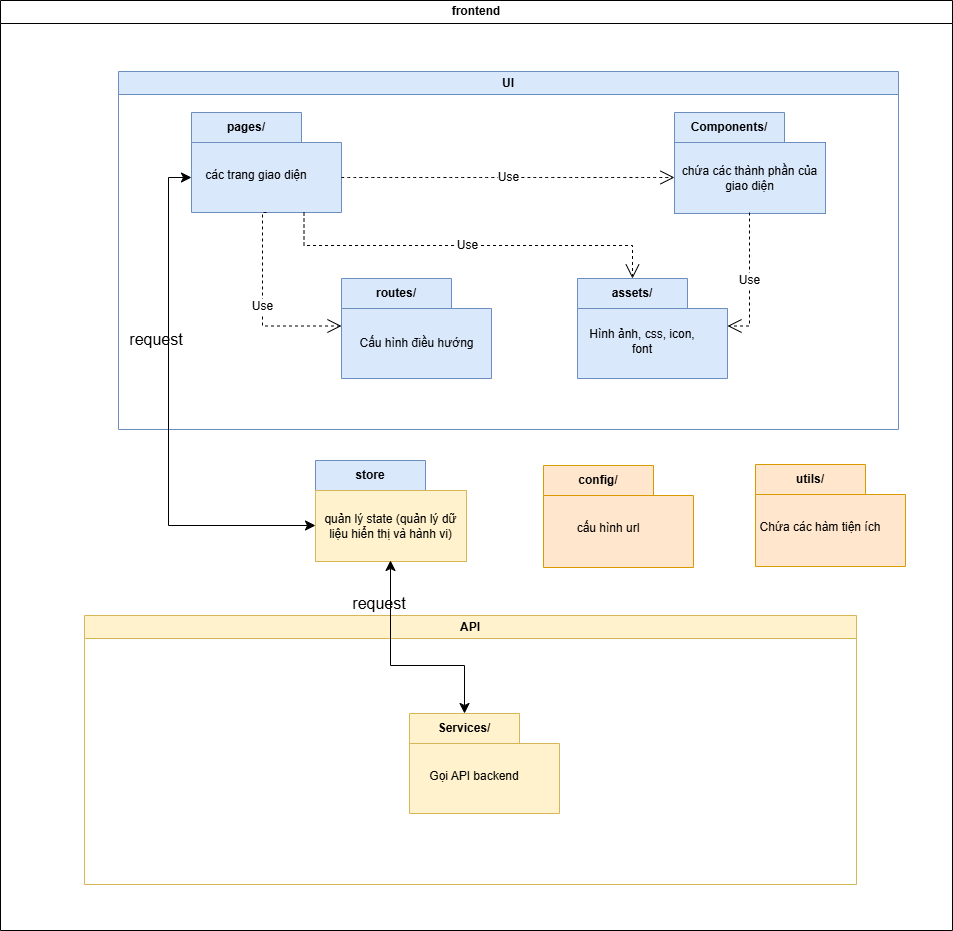 frontend
UI
pages/
các trang giao diện
Use
Components/
chứa các thành phần của
giao diện
Use
Use
Use
routes/
Cấu hình điều hướng
assets/
Hình ảnh, css, icon,
font
request
store
quản lý state (quản lý dữ
liệu hiển thị và hành vi)
config/
cấu hình url
utils/
Chứa các hàm tiện ích
request
API
Services/
Gọi API backend